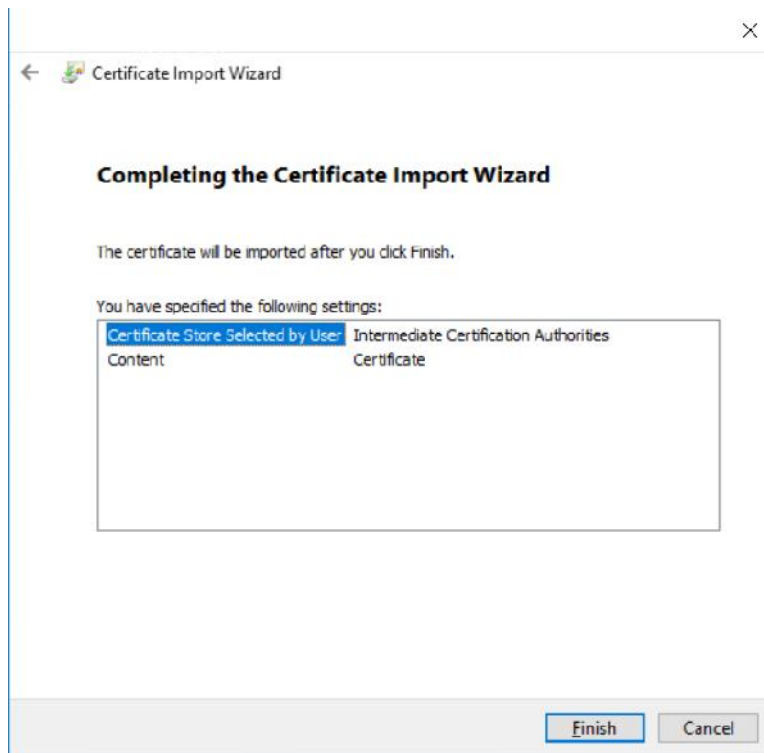 Certificate Import Wizard
Completing the Certificate Import Wizard
The certificate will be imported after you click Finish.
You have specified the following settings:
Certificate Store Selected by User Intermediate Certification Authorities
Content Certificate
Finish Cancel